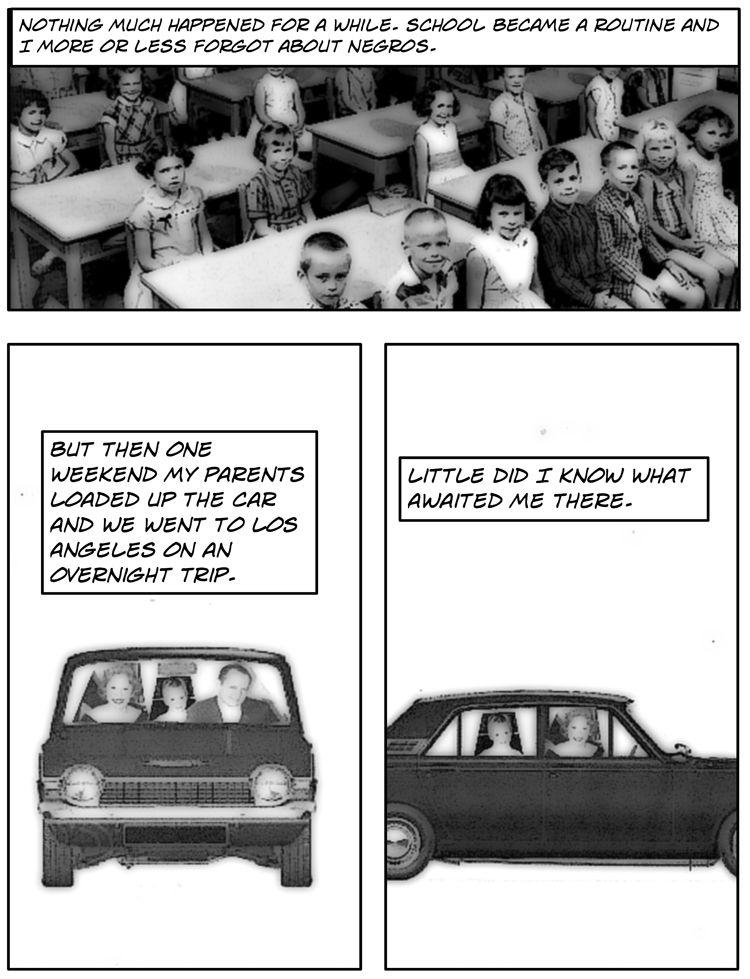 NOTHING MUCH HAPPENED FOR A WHILE. SCHOOL BECAME A ROUTINE AND
I MORE OR LESS FORGOT ABOUT NEGROS.
BUT THEN ONE
WEEKEND MY PARENTS
LOADED UP THE CAR
AND WE WENT TO LOS
ANGELES ON AN
OVERNIGHT TRIP.
LITTLE DID I KNOW WHAT
AWAITED ME THERE.